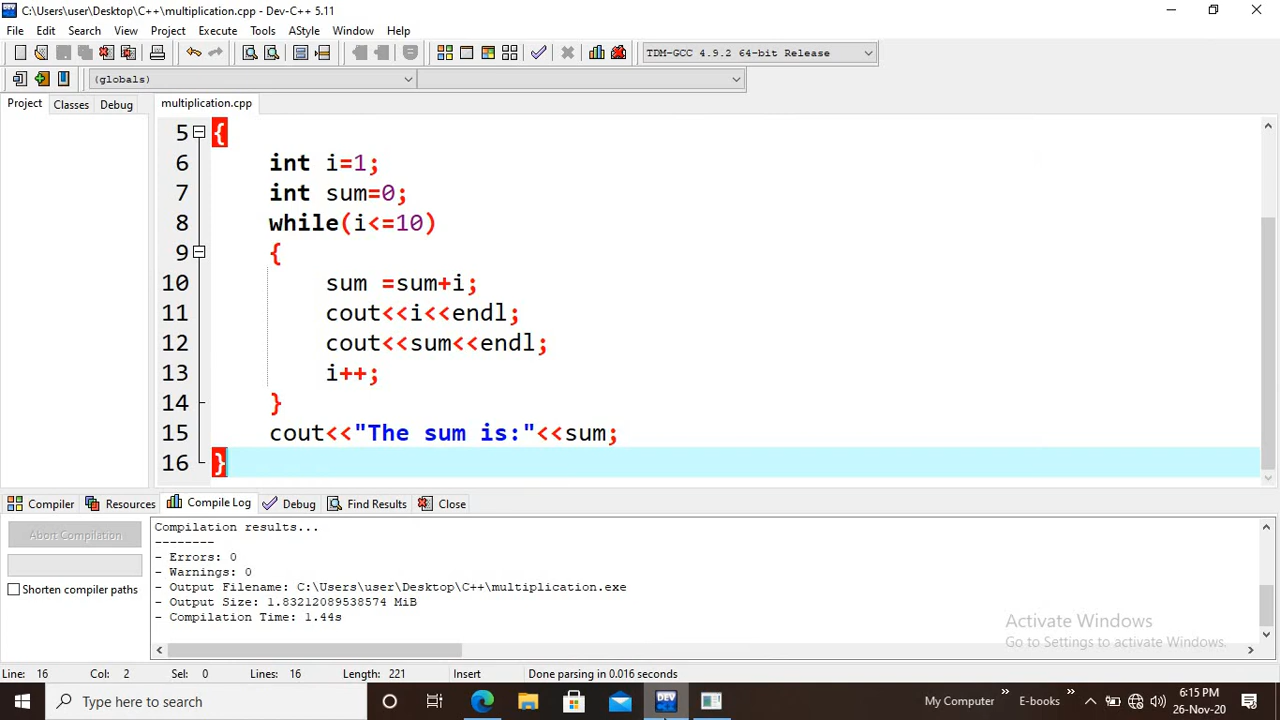 C:\Users\user\Desktop\C++\multiplication.cpp - Dev-C++ 5.11
File Edit Search View Project Execute Tools AStyle Window Help
TDM-GCC 4.9.2 64-bit Release
(globals)
Project Classes Debug multiplication.cpp
5 {
6 int i=1;
7 int sum=0;
8 while(i<=10)
9 {
10 sum =sum+i;
11 cout<<i<<endl;
12 cout<<sum<<endl;
13 i++;
14 }
15 cout<<"The sum is:"<<sum;
16 }
Compiler Resources Compile Log Debug Find Results Close
Abort Compilation
Shorten compiler paths
Compilation results...
--------
- Errors: 0
- Warnings: 0
- Output Filename: C:\Users\user\Desktop\C++\multiplication.exe
- Output Size: 1.83212089538574 MiB
- Compilation Time: 1.44s
Activate Windows
Go to Settings to activate Windows.
Line: 16 Col: 2 Sel: 0 Lines: 16 Length: 221 Insert Done parsing in 0.016 seconds
Type here to search
DEV
My Computer » E-books »
6:15 PM
26-Nov-20